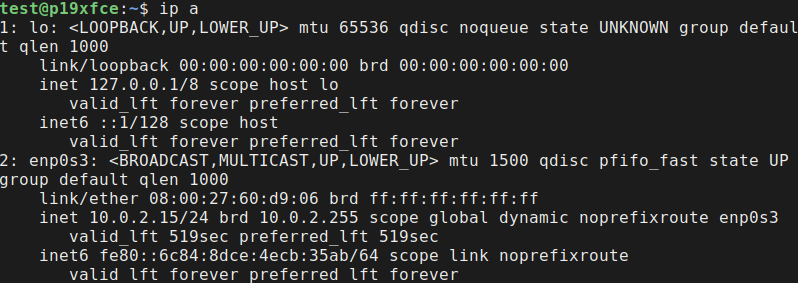 test@p19xfce:~$ ip a
1: lo: <LOOPBACK,UP,LOWER_UP> mtu 65536 qdisc noqueue state UNKNOWN group defaul
t qlen 1000
    link/loopback 00:00:00:00:00:00 brd 00:00:00:00:00:00
    inet 127.0.0.1/8 scope host lo
       valid_lft forever preferred_lft forever
    inet6 ::1/128 scope host
       valid_lft forever preferred_lft forever
2: enp0s3: <BROADCAST,MULTICAST,UP,LOWER_UP> mtu 1500 qdisc pfifo_fast state UP
group default qlen 1000
    link/ether 08:00:27:60:d9:06 brd ff:ff:ff:ff:ff:ff
    inet 10.0.2.15/24 brd 10.0.2.255 scope global dynamic noprefixroute enp0s3
       valid_lft 519sec preferred_lft 519sec
    inet6 fe80::6c84:8dce:4ecb:35ab/64 scope link noprefixroute
       valid_lft forever preferred_lft forever